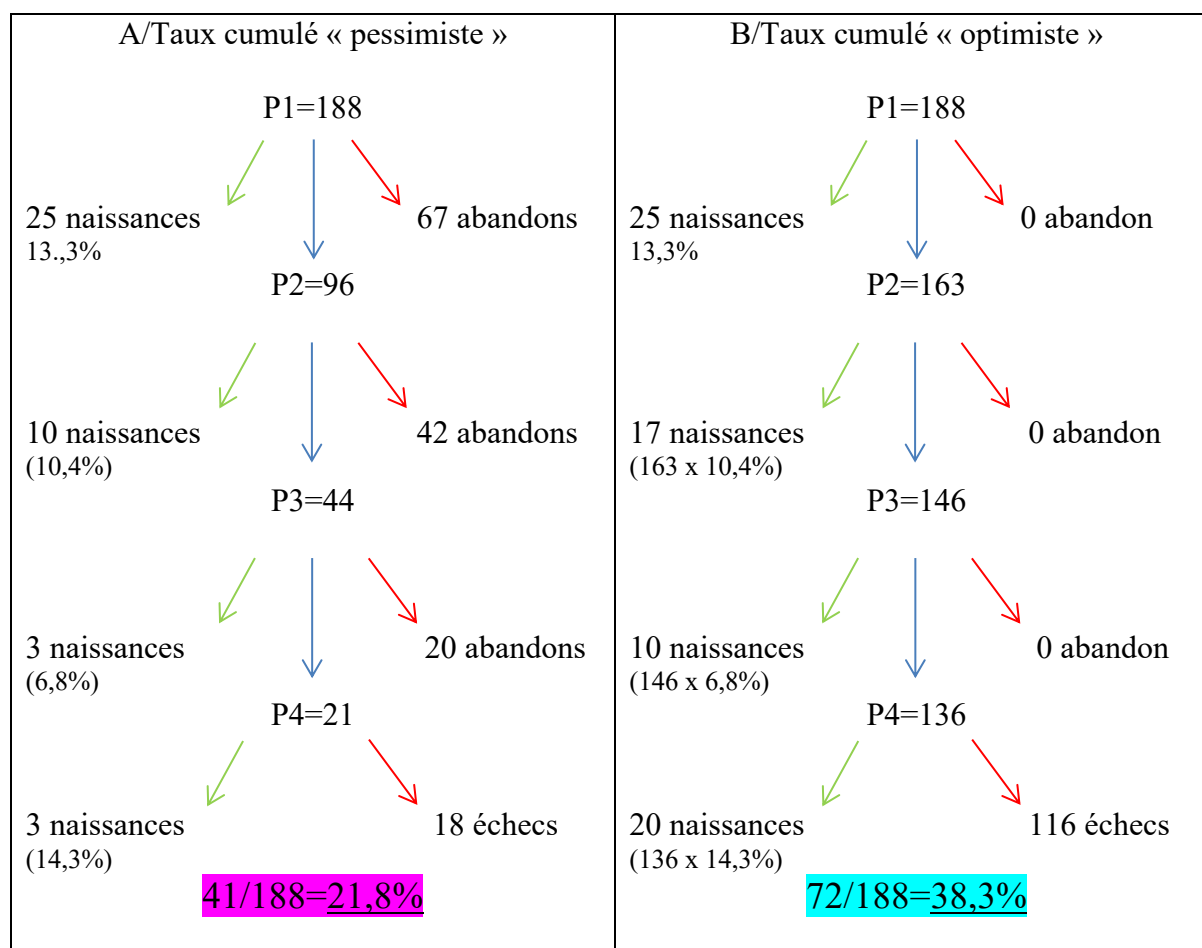 A/Taux cumulé « pessimiste »
P1=188
25 naissances
13.,3%
67 abandons
P2=96
10 naissances
(10,4%)
42 abandons
P3=44
3 naissances
(6,8%)
20 abandons
P4=21
3 naissances
(14,3%)
18 échecs
41/188=21,8%
B/Taux cumulé « optimiste »
P1=188
25 naissances
13,3%
0 abandon
P2=163
17 naissances
(163 x 10,4%)
0 abandon
P3=146
10 naissances
(146 x 6,8%)
0 abandon
P4=136
20 naissances
(136 x 14,3%)
116 échecs
72/188=38,3%